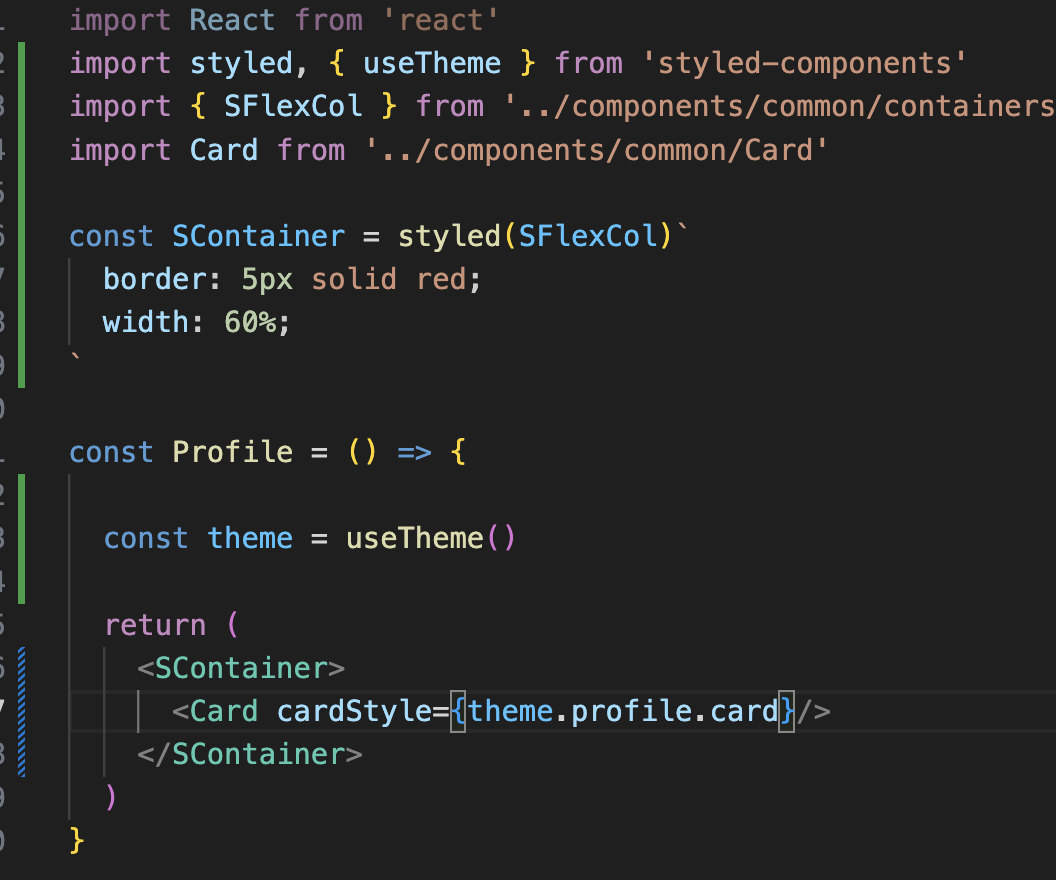 import React from 'react'
import styled, { useTheme } from 'styled-components'
import { SFlexCol } from '../components/common/containers
import Card from '../components/common/Card'
const SContainer = styled(SFlexCol)`
border: 5px solid red;
width: 60%;
`
const Profile = () => {
const theme = useTheme()
return (
<SContainer>
<Card cardStyle={theme.profile.card}/>
</SContainer>
)
}